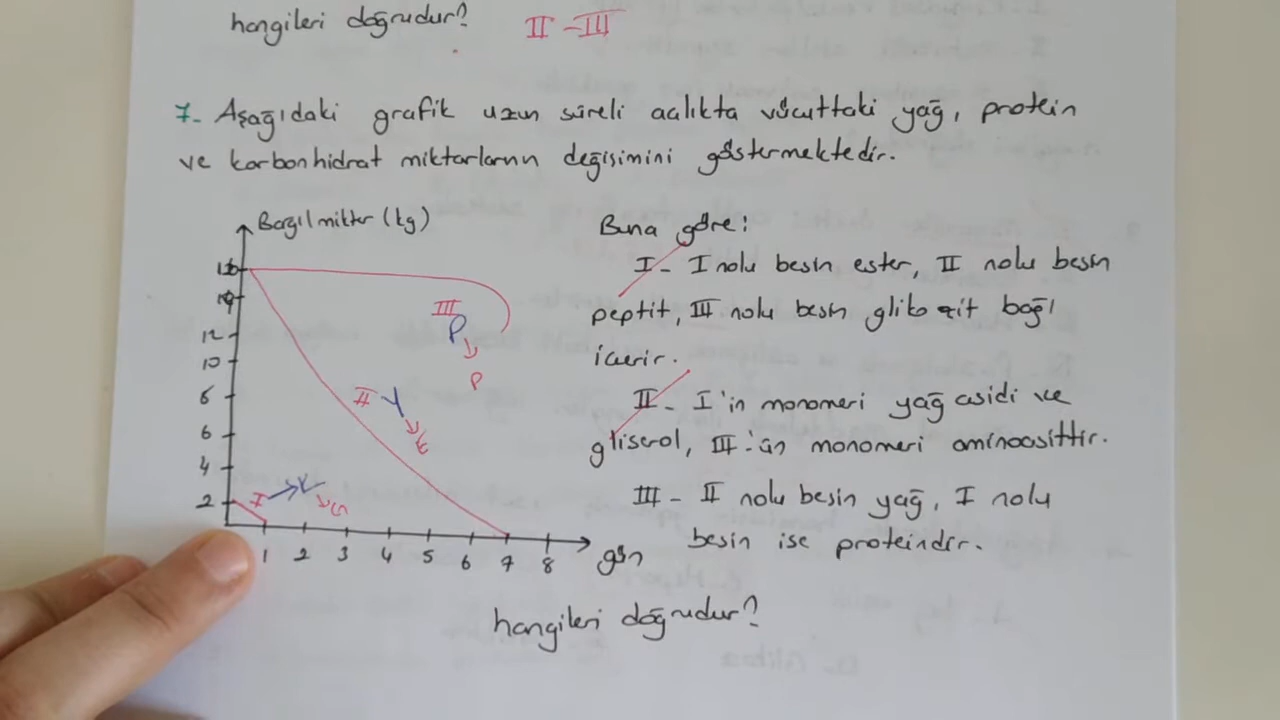 hangileri doğrudur? II - III
7- Aşağıdaki grafik uzun süreli açlıkta vücuttaki yağ, protein
ve karbonhidrat miktarlarının değişimini göstermektedir.
Bağıl miktar (kg)
12
10
6
6
4
2
1 2 3 4 5 6 7 8 gün
III
P
P
II Y
E
I K
G
Buna göre;
I - I nolu besin ester, II nolu besin
peptit, III nolu besin glikozit bağı
içerir.
II - I'in monomeri yağ asidi ve
gliserol, III'ün monomeri aminoasittir.
III - II nolu besin yağ, I nolu
besin ise proteindir.
hangileri doğrudur?